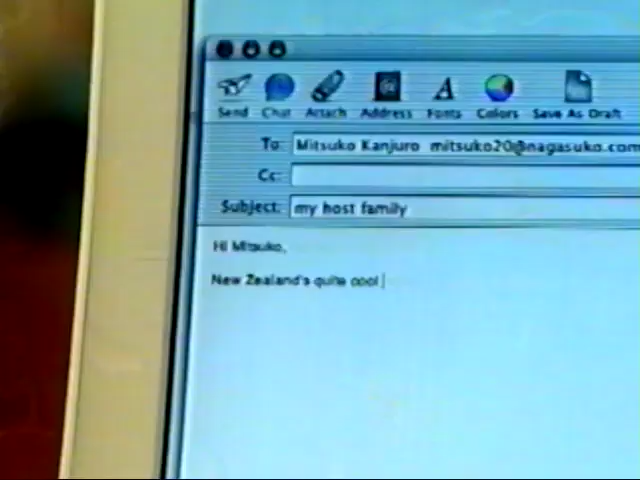 Send Chat Attach Address Fonts Colors Save As Draft
To: Mitsuko Kanjuro mitsuko20@nagasuko.com
Cc:
Subject: my host family
Hi Mitsuko,
New Zealand's quite cool